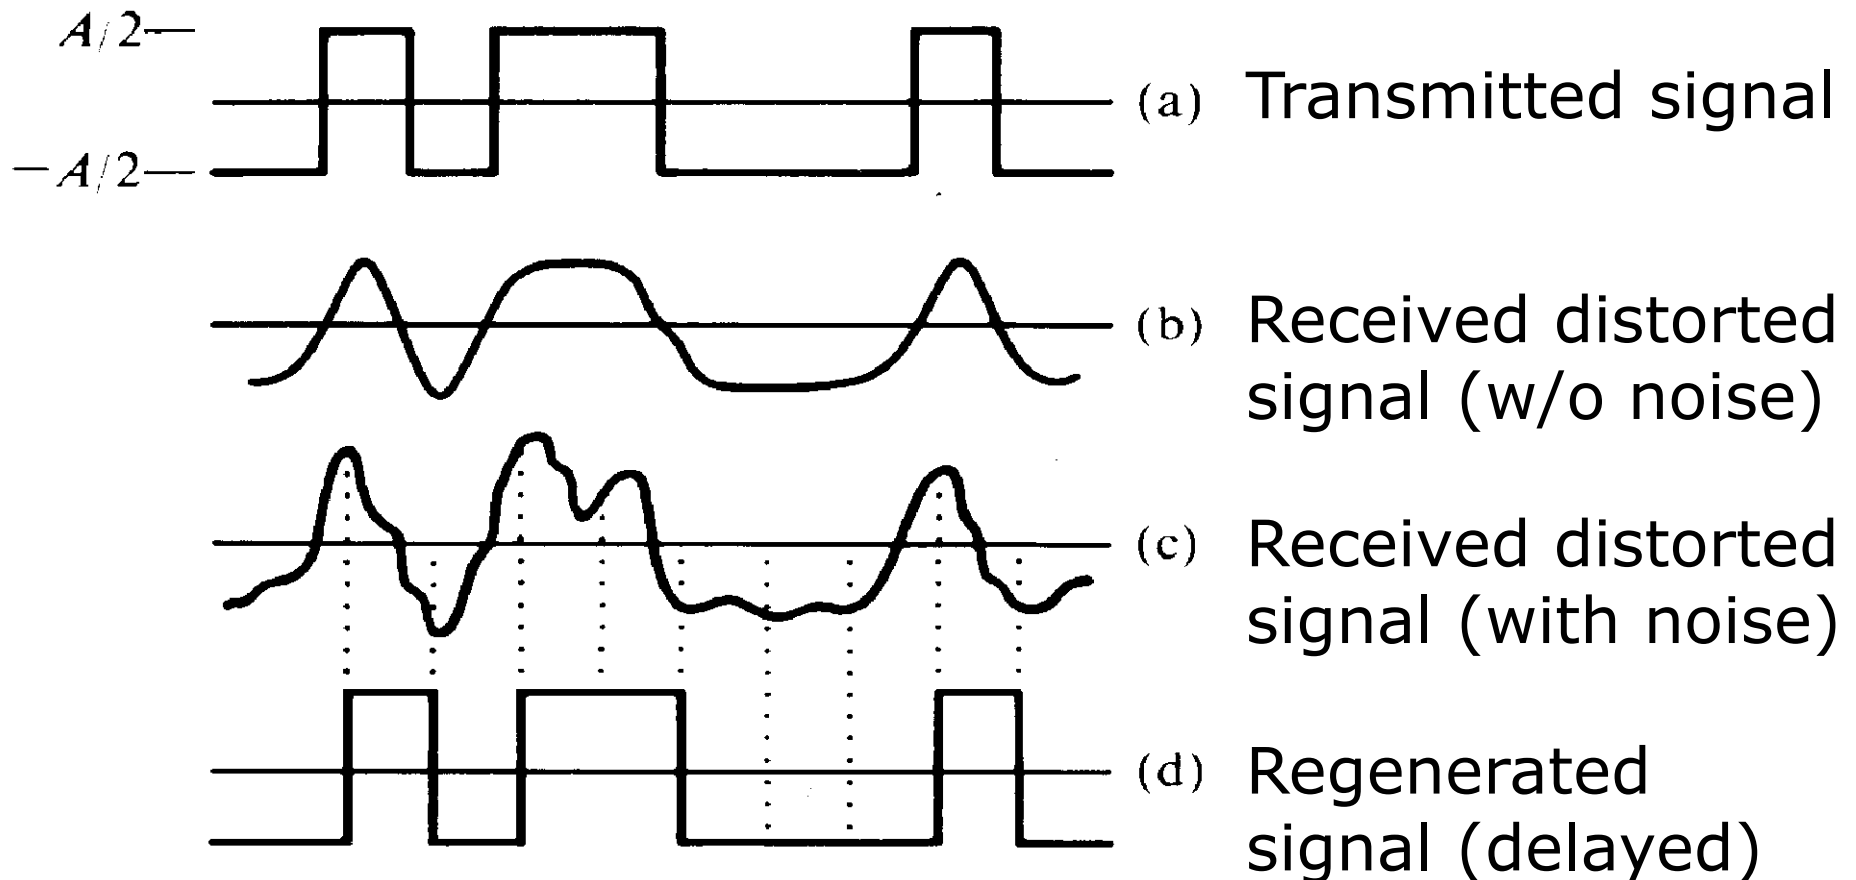 A/2
(a) Transmitted signal
−A/2
(b) Received distorted
signal (w/o noise)
(c) Received distorted
signal (with noise)
(d) Regenerated
signal (delayed)